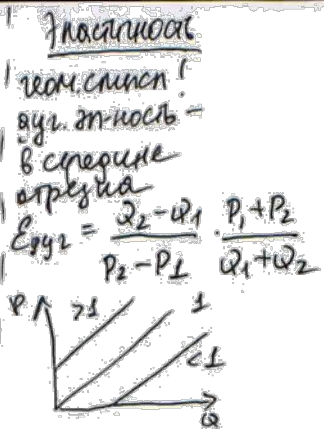 Эластичность
геом. смысл!
дуг. эл-ность –
в средине
отрезка
Eдуг = (Q2 – Q1)/(P2 – P1) · (P1 + P2)/(Q1 + Q2)
P >1 1
<1
Q